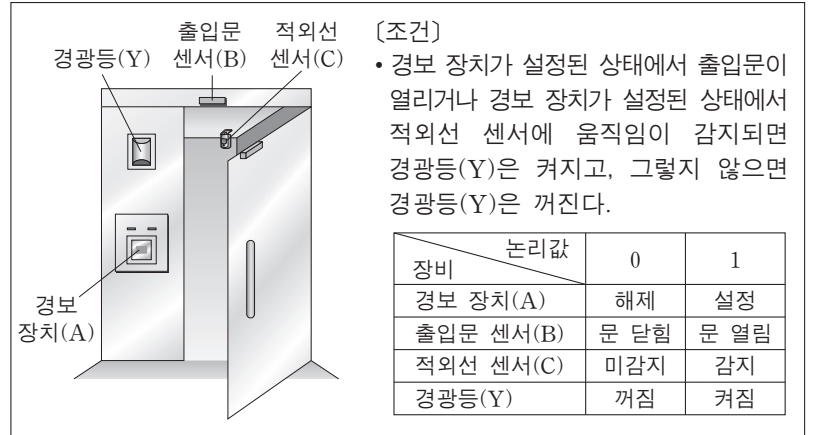 출입문
센서(B)
적외선
센서(C)
경광등(Y)
경보
장치(A)
〔조건〕
• 경보 장치가 설정된 상태에서 출입문이
열리거나 경보 장치가 설정된 상태에서
적외선 센서에 움직임이 감지되면
경광등(Y)은 켜지고, 그렇지 않으면
경광등(Y)은 꺼진다.
장비 논리값 0 1
경보 장치(A) 해제 설정
출입문 센서(B) 문 닫힘 문 열림
적외선 센서(C) 미감지 감지
경광등(Y) 꺼짐 켜짐